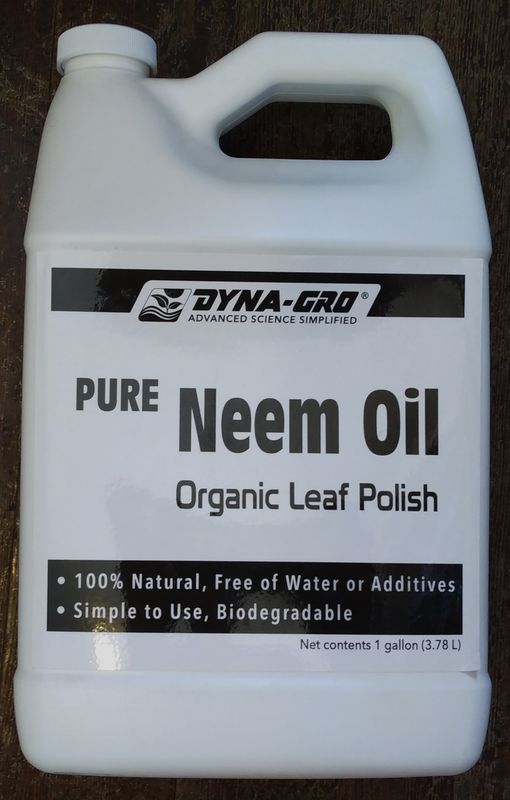 DYNA-GRO®
ADVANCED SCIENCE SIMPLIFIED
PURE Neem Oil
Organic Leaf Polish
• 100% Natural, Free of Water or Additives
• Simple to Use, Biodegradable
Net contents 1 gallon (3.78 L)